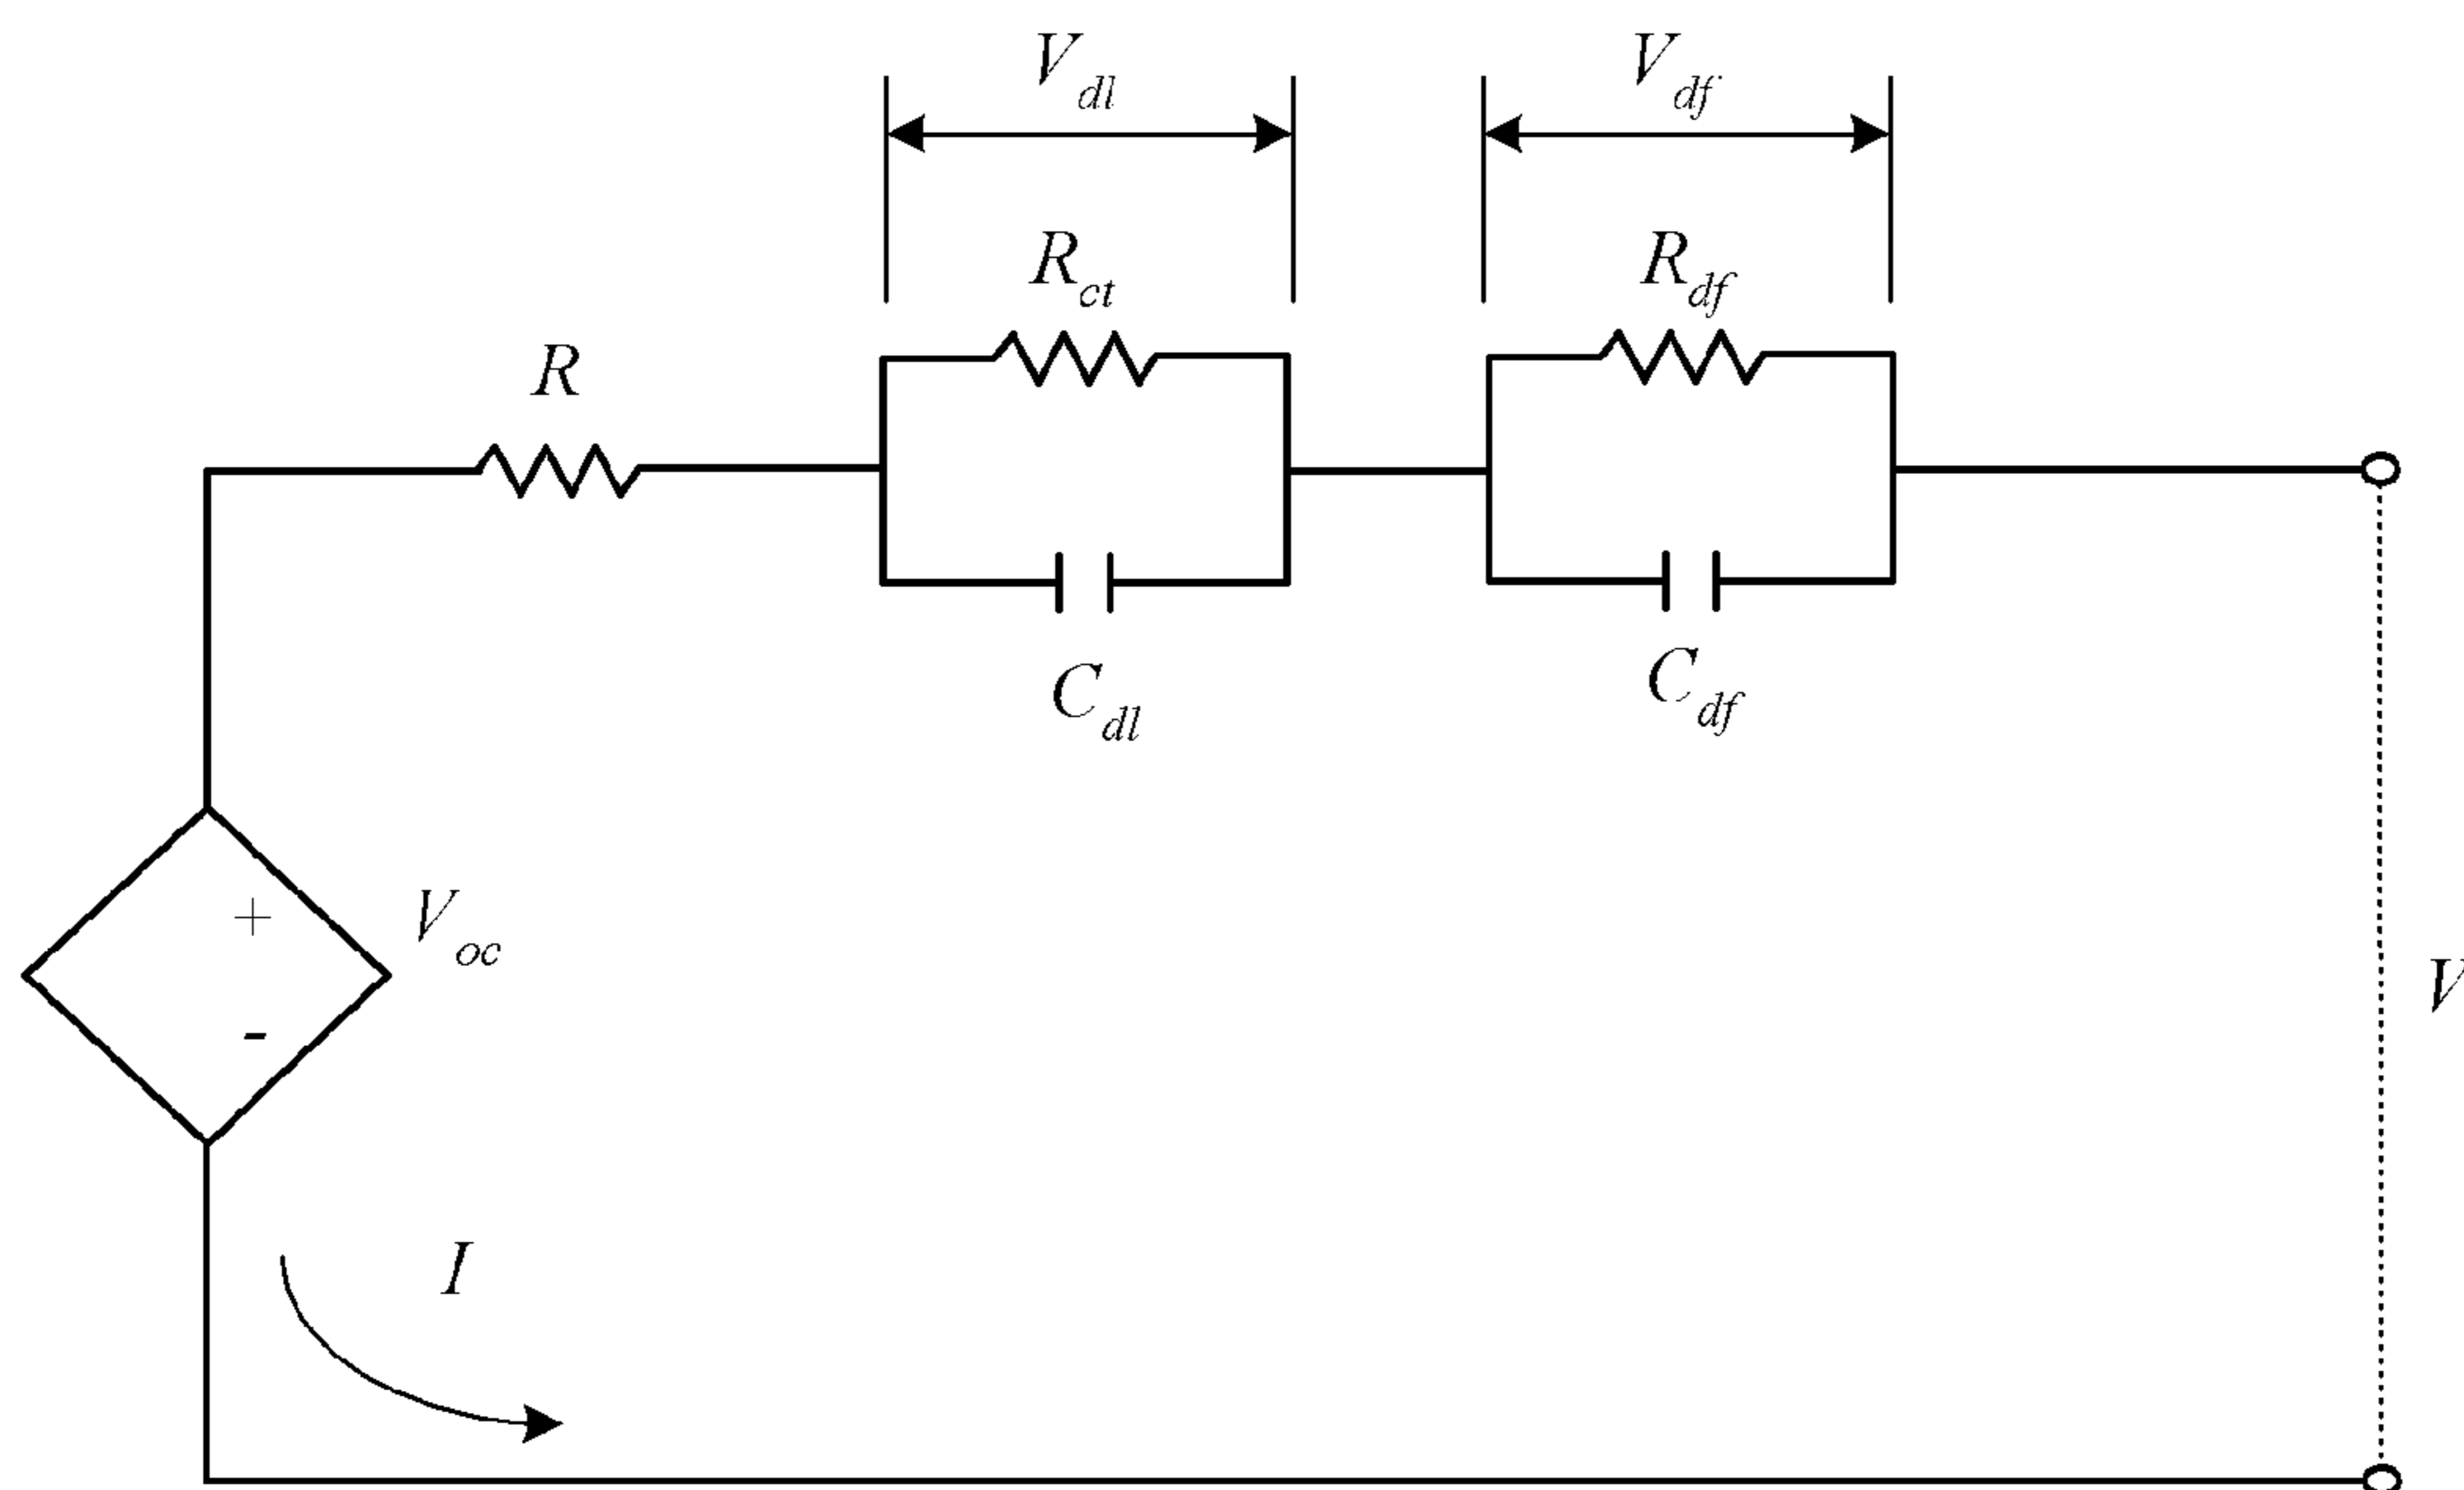 V_dl
V_df
R_ct
R_df
R
C_dl
C_df
+
V_oc
-
V
I